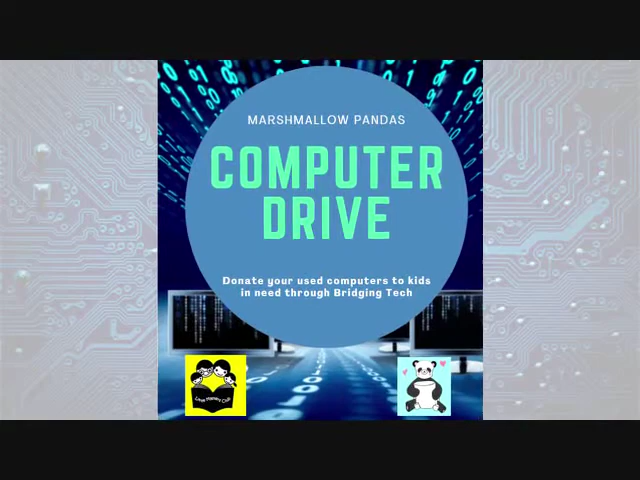 MARSHMALLOW PANDAS
COMPUTER
DRIVE
Donate your used computers to kids
in need through Bridging Tech